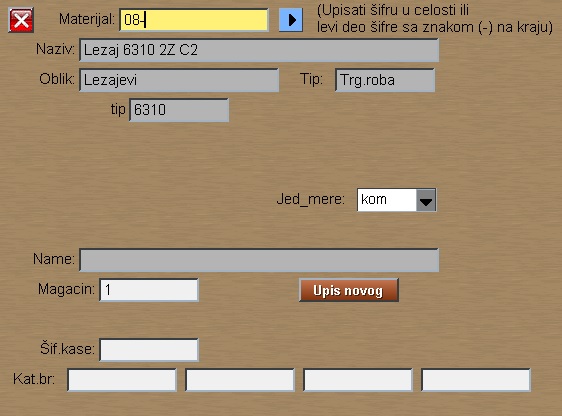 Materijal: 08- (Upisati šifru u celosti ili
levi deo šifre sa znakom (-) na kraju)
Naziv: Lezaj 6310 2Z C2
Oblik: Lezajevi Tip: Trg.roba
tip 6310
Jed_mere: kom
Name:
Magacin: 1 Upis novog
Šif.kase:
Kat.br: